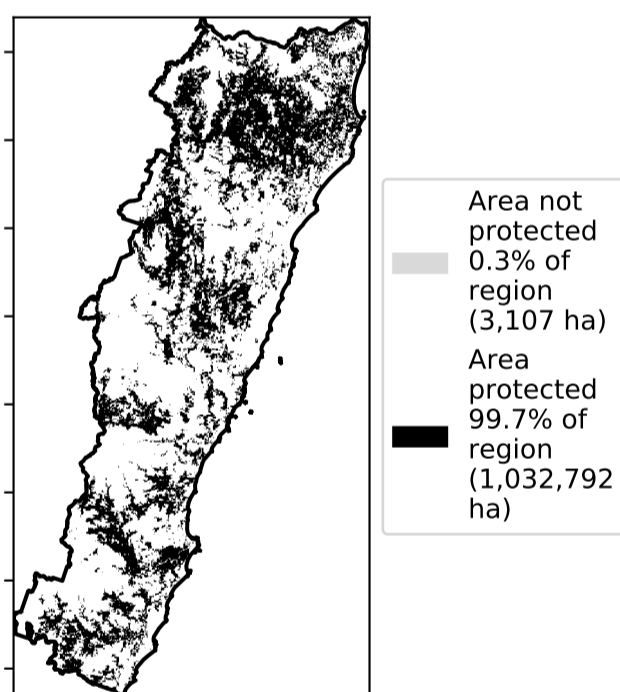 Area not
protected
0.3% of
region
(3,107 ha)
Area
protected
99.7% of
region
(1,032,792
ha)